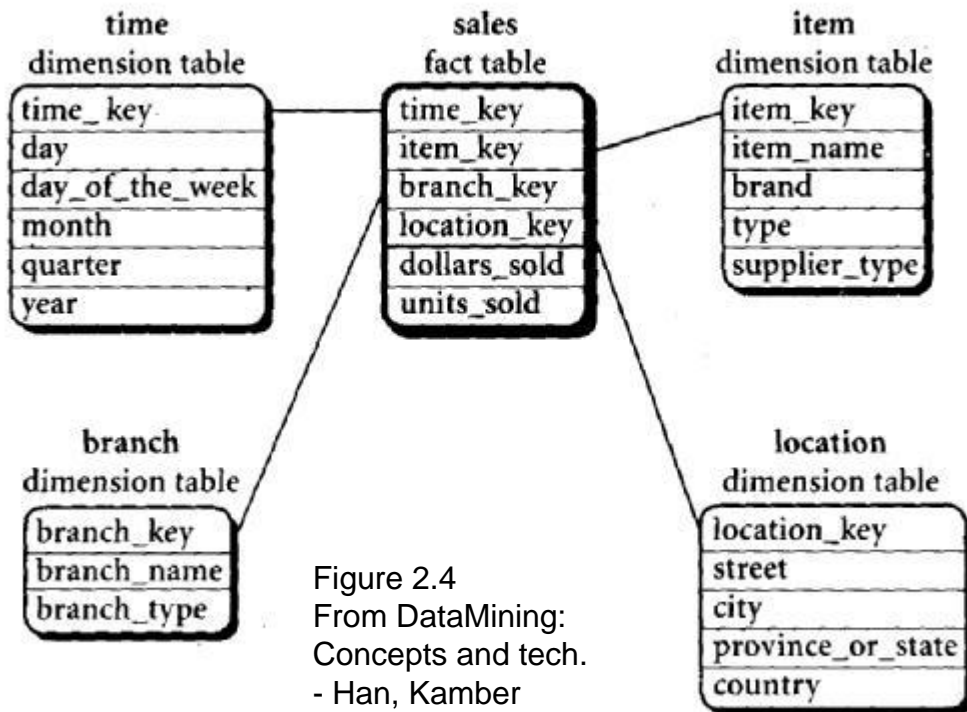 time
dimension table
time_ key
day
day_of_the_week
month
quarter
year
sales
fact table
time_key
item_key
branch_key
location_key
dollars_sold
units_sold
item
dimension table
item_key
item_name
brand
type
supplier_type
branch
dimension table
branch_key
branch_name
branch_type
Figure 2.4
From DataMining:
Concepts and tech.
- Han, Kamber
location
dimension table
location_key
street
city
province_or_state
country